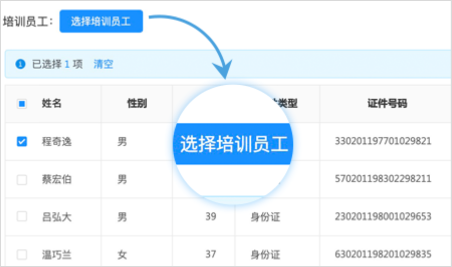 培训员工： 选择培训员工
已选择 1 项 清空
姓名 性别 类型 证件号码
程奇逸 男 330201197701029821
选择培训员工
蔡宏伯 男 570201198302298211
吕弘大 男 39 身份证 230201198001029653
温巧兰 女 37 身份证 630201198201029835